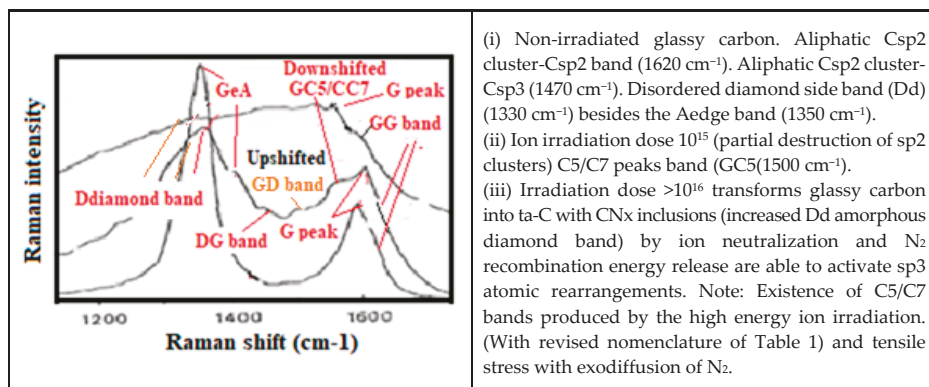 Raman intensity
GeA
Downshifted
GC5/CC7
G peak
GG band
Upshifted
Ddiamond band
GD band
DG band
G peak
1200
1400
1600
Raman shift (cm-1)
(i) Non-irradiated glassy carbon. Aliphatic Csp2
cluster-Csp2 band (1620 cm⁻¹). Aliphatic Csp2 cluster-
Csp3 (1470 cm⁻¹). Disordered diamond side band (Dd)
(1330 cm⁻¹) besides the Aedge band (1350 cm⁻¹).
(ii) Ion irradiation dose 10¹⁵ (partial destruction of sp2
clusters) C5/C7 peaks band (GC5(1500 cm⁻¹).
(iii) Irradiation dose >10¹⁶ transforms glassy carbon
into ta-C with CNx inclusions (increased Dd amorphous
diamond band) by ion neutralization and N₂
recombination energy release are able to activate sp3
atomic rearrangements. Note: Existence of C5/C7
bands produced by the high energy ion irradiation.
(With revised nomenclature of Table 1) and tensile
stress with exodiffusion of N₂.